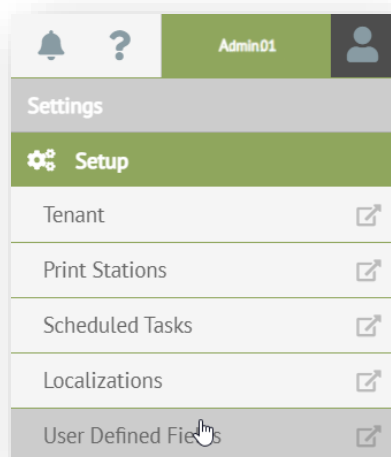 ? Admin01
Settings
Setup
Tenant
Print Stations
Scheduled Tasks
Localizations
User Defined Fields